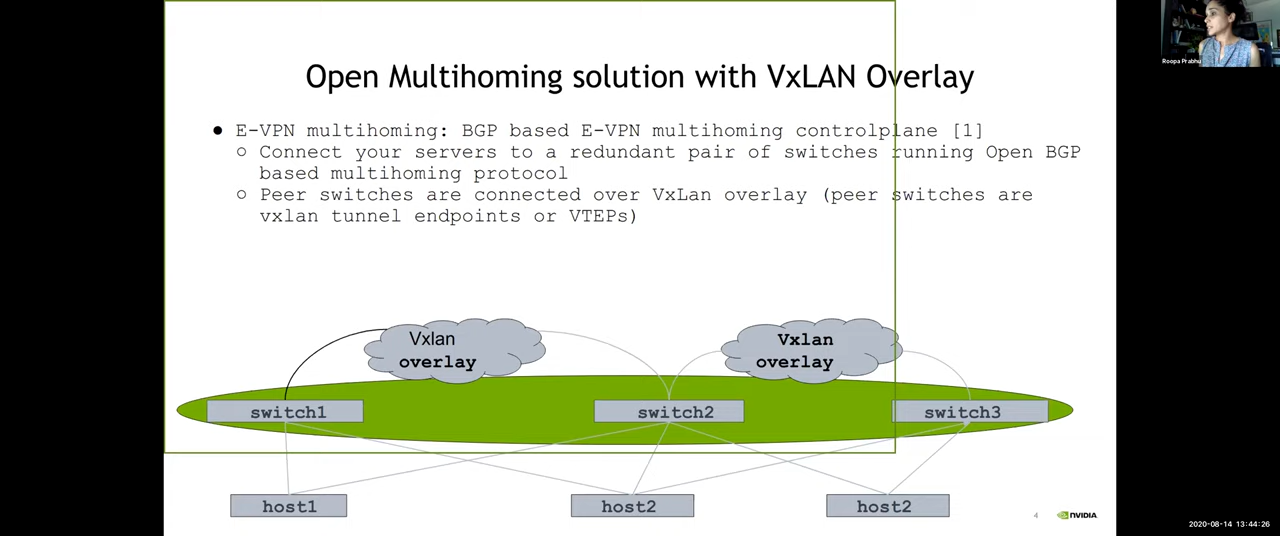 Open Multihoming solution with VxLAN Overlay
● E-VPN multihoming: BGP based E-VPN multihoming controlplane [1]
○ Connect your servers to a redundant pair of switches running Open BGP
based multihoming protocol
○ Peer switches are connected over VxLan overlay (peer switches are
vxlan tunnel endpoints or VTEPs)
Vxlan
overlay
Vxlan
overlay
switch1
switch2
switch3
host1
host2
host2
4
NVIDIA
Roopa Prabhu
2020-08-14 13:44:26